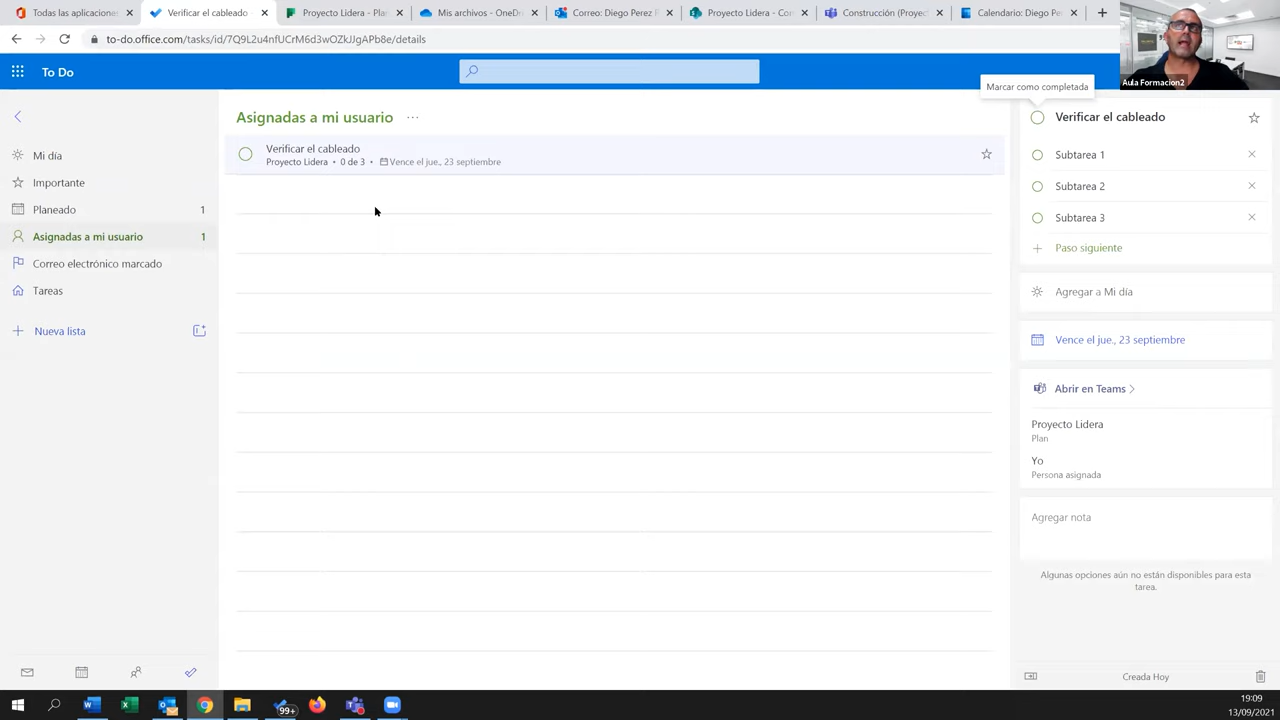 Todas las aplicaciones
Verificar el cableado
Proyecto Lidera - Plan
Mis archivos - OneDr
Correo: Diego Perez
Proyecto Lidera - Con
Construcción (Proyec
Calendario: Diego Pe
to-do.office.com/tasks/id/7Q9L2u4nfUCrM6d3wOZkJJgAPb8e/details
To Do
Marcar como completada
Aula Formacion2
Asignadas a mi usuario ...
Verificar el cableado
Verificar el cableado
Proyecto Lidera • 0 de 3 • Vence el jue., 23 septiembre
Mi día
Importante
Planeado 1
Asignadas a mi usuario 1
Correo electrónico marcado
Tareas
Nueva lista
Subtarea 1
Subtarea 2
Subtarea 3
Paso siguiente
Agregar a Mi día
Vence el jue., 23 septiembre
Abrir en Teams
Proyecto Lidera
Plan
Yo
Persona asignada
Agregar nota
Algunas opciones aún no están disponibles para esta
tarea.
Creada Hoy
99+
19:09
13/09/2021